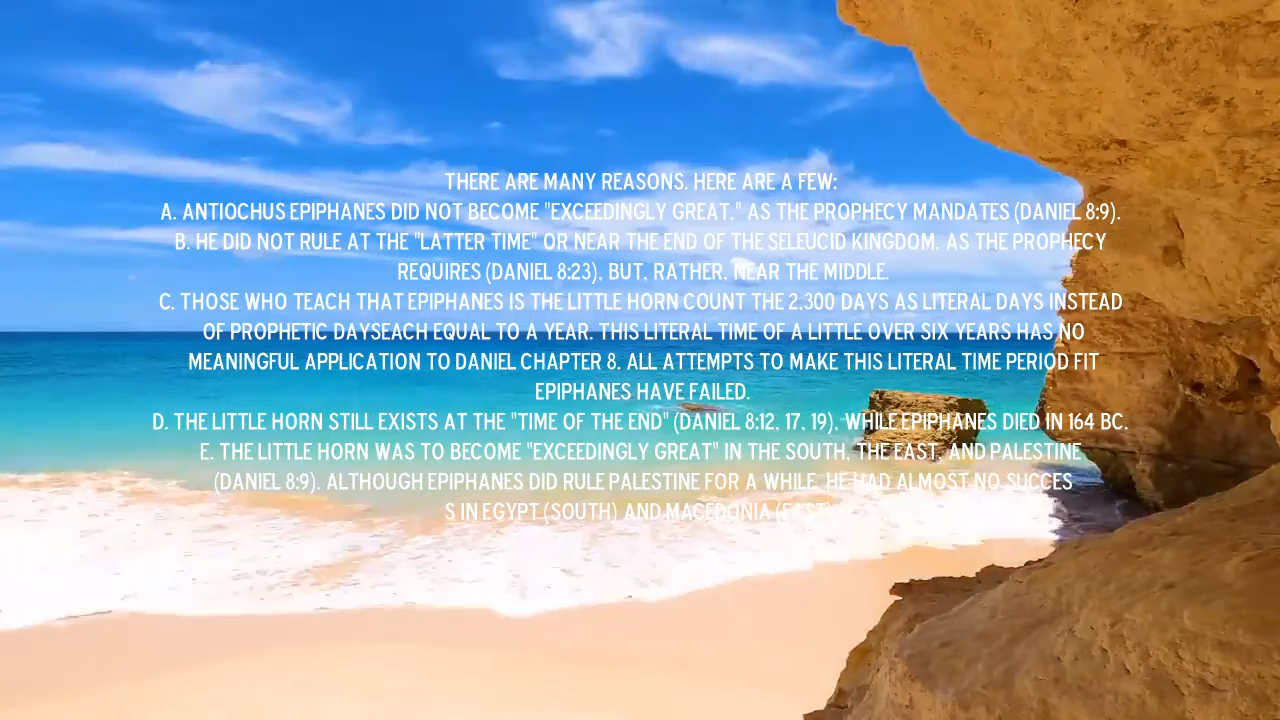 THERE ARE MANY REASONS. HERE ARE A FEW:
A. ANTIOCHUS EPIPHANES DID NOT BECOME "EXCEEDINGLY GREAT," AS THE PROPHECY MANDATES (DANIEL 8:9).
B. HE DID NOT RULE AT THE "LATTER TIME" OR NEAR THE END OF THE SELEUCID KINGDOM, AS THE PROPHECY
REQUIRES (DANIEL 8:23), BUT, RATHER, NEAR THE MIDDLE.
C. THOSE WHO TEACH THAT EPIPHANES IS THE LITTLE HORN COUNT THE 2,300 DAYS AS LITERAL DAYS INSTEAD
OF PROPHETIC DAYSEACH EQUAL TO A YEAR. THIS LITERAL TIME OF A LITTLE OVER SIX YEARS HAS NO
MEANINGFUL APPLICATION TO DANIEL CHAPTER 8. ALL ATTEMPTS TO MAKE THIS LITERAL TIME PERIOD FIT
EPIPHANES HAVE FAILED.
D. THE LITTLE HORN STILL EXISTS AT THE "TIME OF THE END" (DANIEL 8:12, 17, 19), WHILE EPIPHANES DIED IN 164 BC.
E. THE LITTLE HORN WAS TO BECOME "EXCEEDINGLY GREAT" IN THE SOUTH, THE EAST, AND PALESTINE
(DANIEL 8:9). ALTHOUGH EPIPHANES DID RULE PALESTINE FOR A WHILE, HE HAD ALMOST NO SUCCES
S IN EGYPT (SOUTH) AND MACEDONIA (EAST).